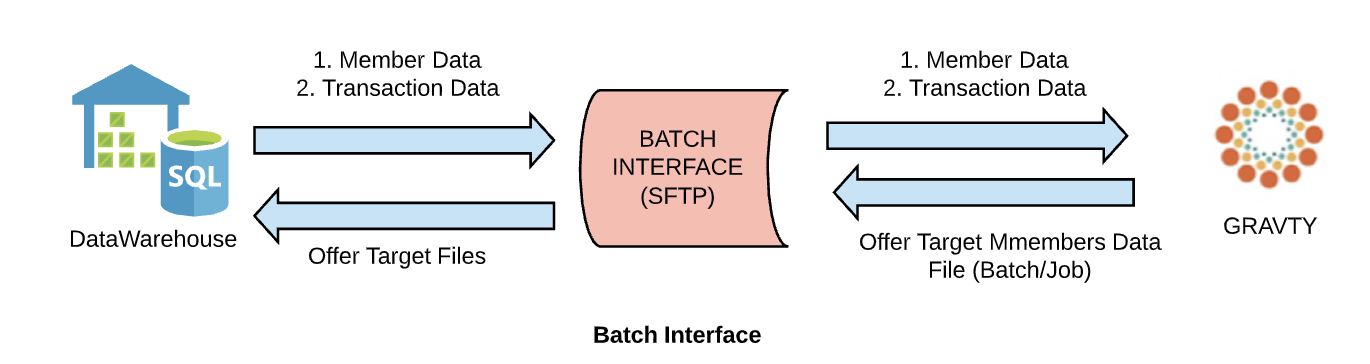 1. Member Data
2. Transaction Data
1. Member Data
2. Transaction Data
BATCH
INTERFACE
(SFTP)
SQL
DataWarehouse
Offer Target Files
Offer Target Mmembers Data
File (Batch/Job)
GRAVTY
Batch Interface